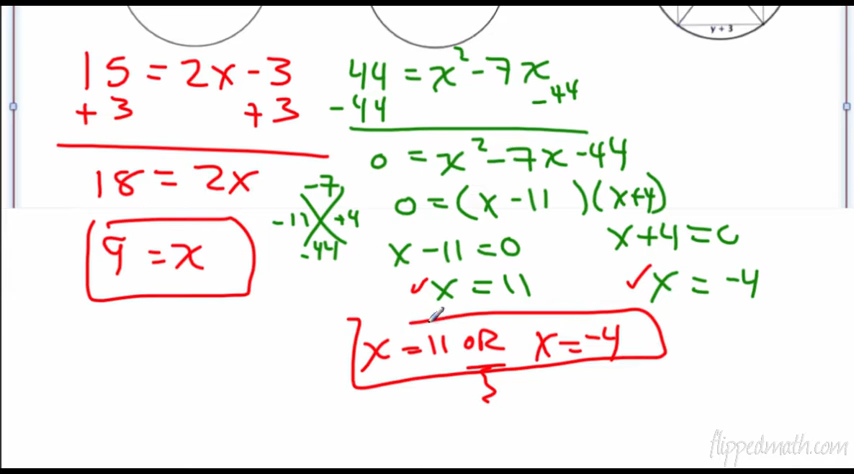 y + 3
15 = 2x - 3
+ 3 + 3
18 = 2x
9 = x
44 = x² - 7x
- 44 - 44
0 = x² - 7x - 44
-7
-11 +4
-44
0 = (x - 11 )(x+4)
x - 11 = 0 x+4 = 0
✓x = 11 ✓x = -4
x = 11 OR x = -4
flippedmath.com